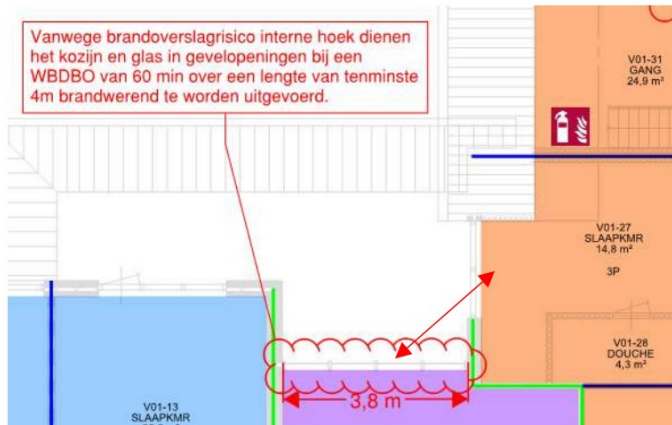 Vanwege brandoverslagrisico interne hoek dienen
het kozijn en glas in gevelopeningen bij een
WBDBO van 60 min over een lengte van tenminste
4m brandwerend te worden uitgevoerd.
V01-31
GANG
24,9 m²
V01-27
SLAAPKMR
14,8 m²
3P
V01-28
DOUCHE
4,3 m²
3,8 m
V01-13
SLAAPKMR